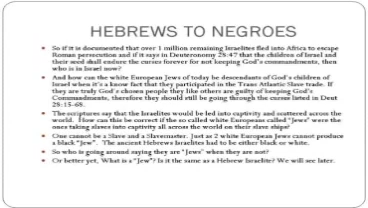 HEBREWS TO NEGROES
• So if it is documented that over 1 million remaining Israelites fled into Africa to escape
Roman persecution and if it says in Deuteronomy 28:47 that the children of Israel and
their seed shall endure the curses forever for not keeping God's commandments, then
who is in Israel now?
• And how can the white European Jews of today be descendants of God's children of
Israel when it's a know fact than they participated in the Trans Atlantic Slave trade. If
they are truly God's chosen people they like others are guilty of keeping God's
Commandments, therefore they should still be going through the curses listed in Deut
28:15-68.
• The scriptures say that the Israelites would be led into captivity and scattered across the
world. How can this be correct if the so called white Europeans called "Jews" were the
ones taking slaves into captivity all across the world on their slave ships?
• One cannot be a Slave and a Slavemaster. Just as 2 white European Jews cannot produce
a black "Jew". The ancient Hebrews Israelites had to be either black or white.
• So who is going around saying they are "Jews" when they are not?
• Or better yet, What is a "Jew"? Is it the same as a Hebrew Israelite? We will see later.